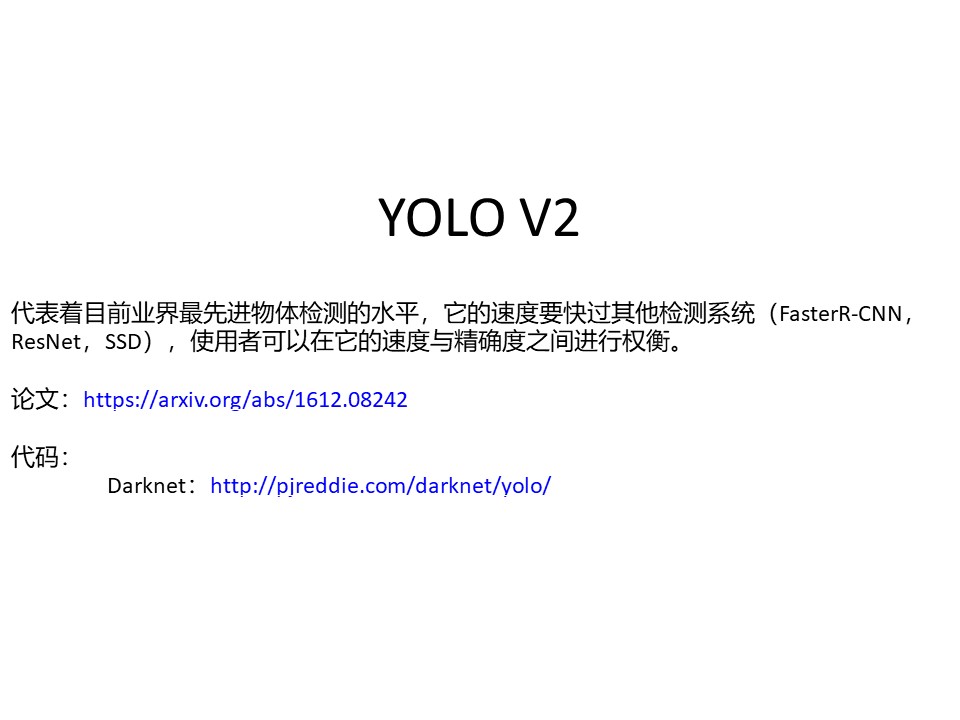 YOLO V2
代表着目前业界最先进物体检测的水平，它的速度要快过其他检测系统（FasterR-CNN，
ResNet，SSD），使用者可以在它的速度与精确度之间进行权衡。
论文：https://arxiv.org/abs/1612.08242
代码：
Darknet：http://pjreddie.com/darknet/yolo/